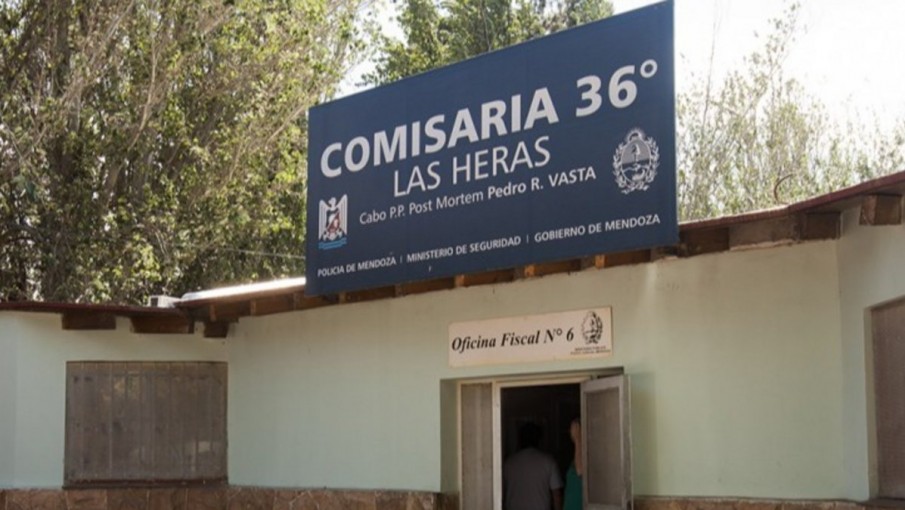 COMISARIA 36°
LAS HERAS
Cabo P.P. Post Mortem Pedro R. VASTA
POLICIA DE MENDOZA | MINISTERIO DE SEGURIDAD | GOBIERNO DE MENDOZA
Oficina Fiscal N° 6